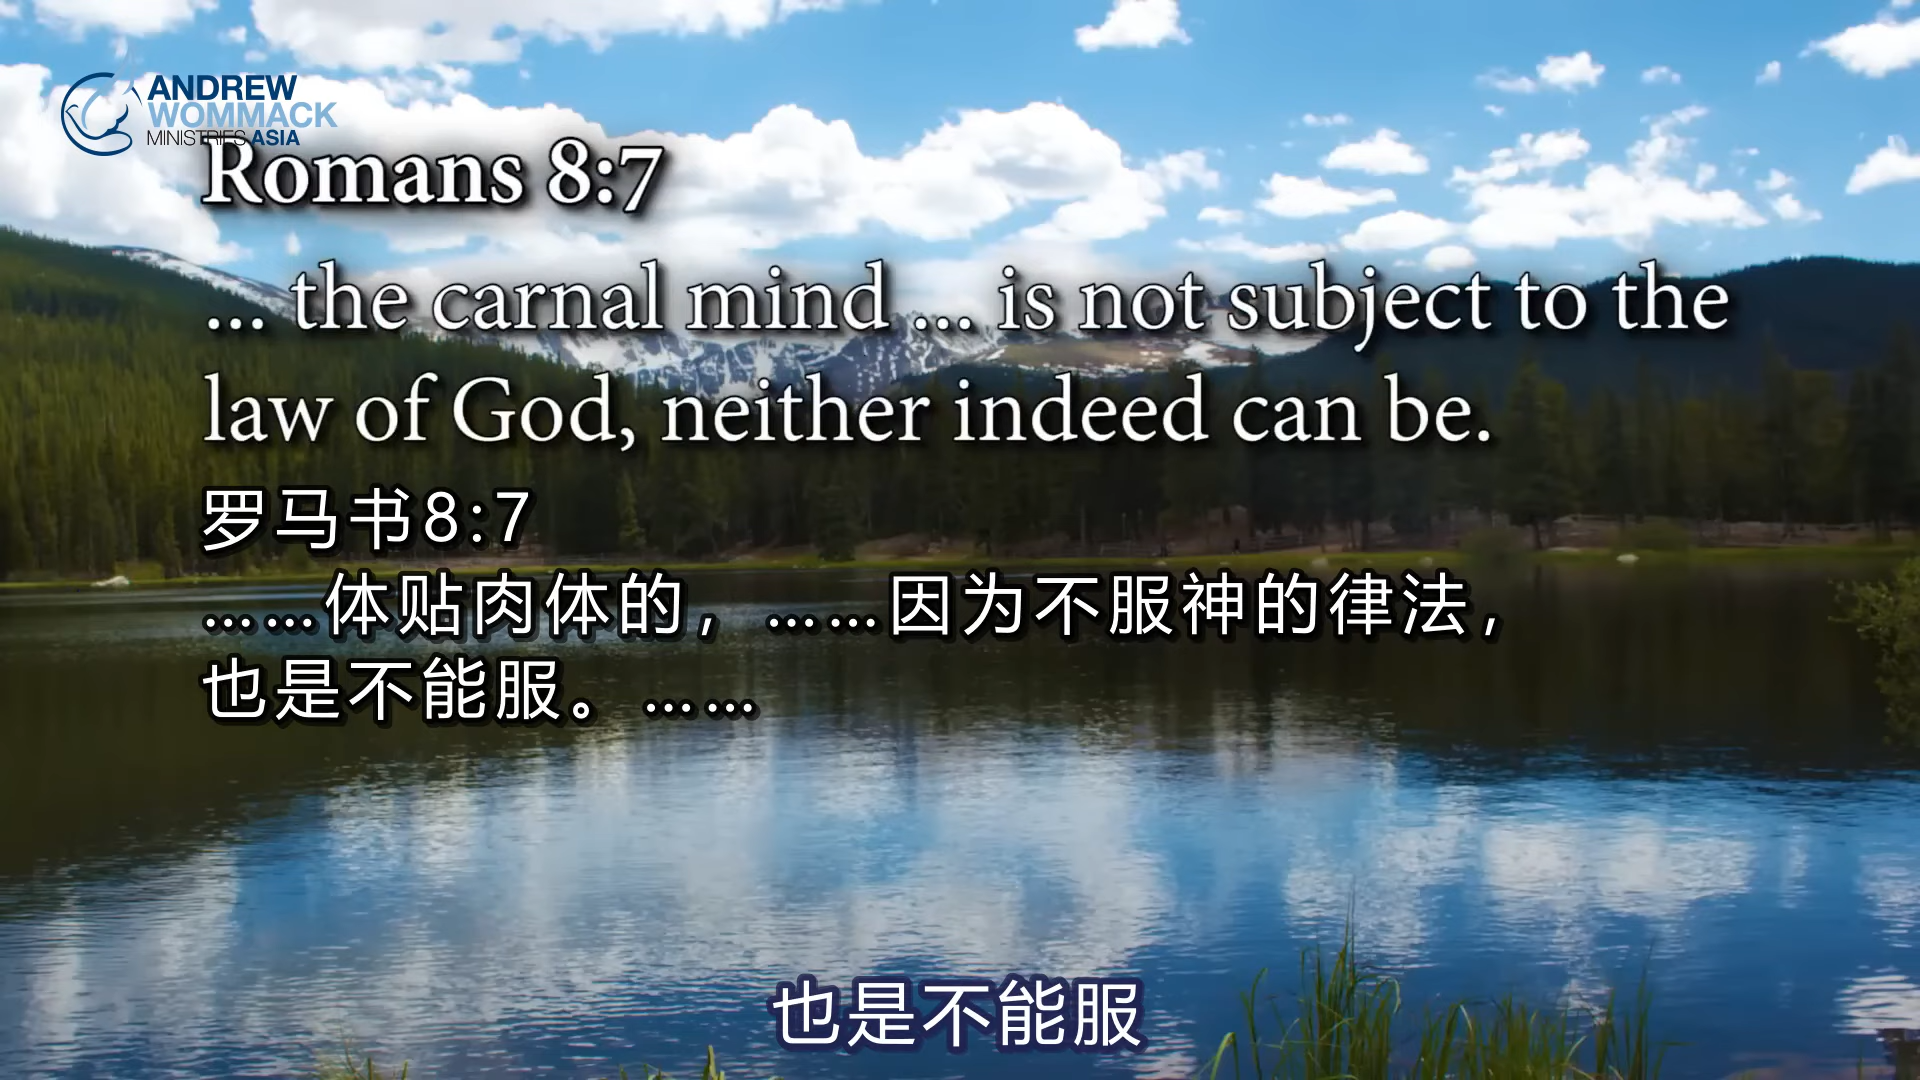 ANDREW
WOMMACK
MINISTRIES ASIA
Romans 8:7
... the carnal mind ... is not subject to the
law of God, neither indeed can be.
罗马书8:7
……体贴肉体的，……因为不服神的律法，
也是不能服。……
也是不能服